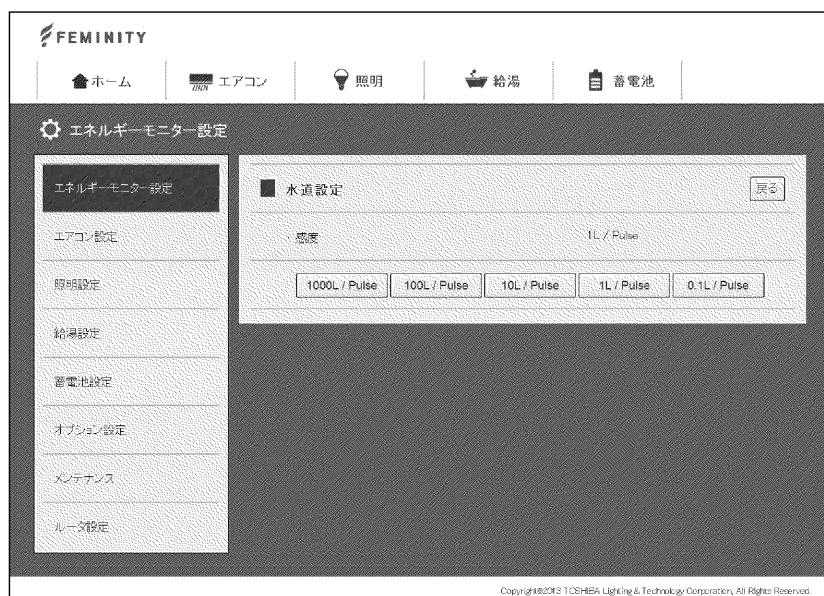 FEMINITY
ホーム エアコン 照明 給湯 蓄電池
エネルギーモニター設定
エネルギーモニター設定
エアコン設定
照明設定
給湯設定
蓄電池設定
オプション設定
メンテナンス
ルータ設定
水道設定 戻る
感度 1L / Pulse
1000L / Pulse 100L / Pulse 10L / Pulse 1L / Pulse 0.1L / Pulse
Copyright©2013 TOSHIBA Lighting & Technology Corporation, All Rights Reserved.